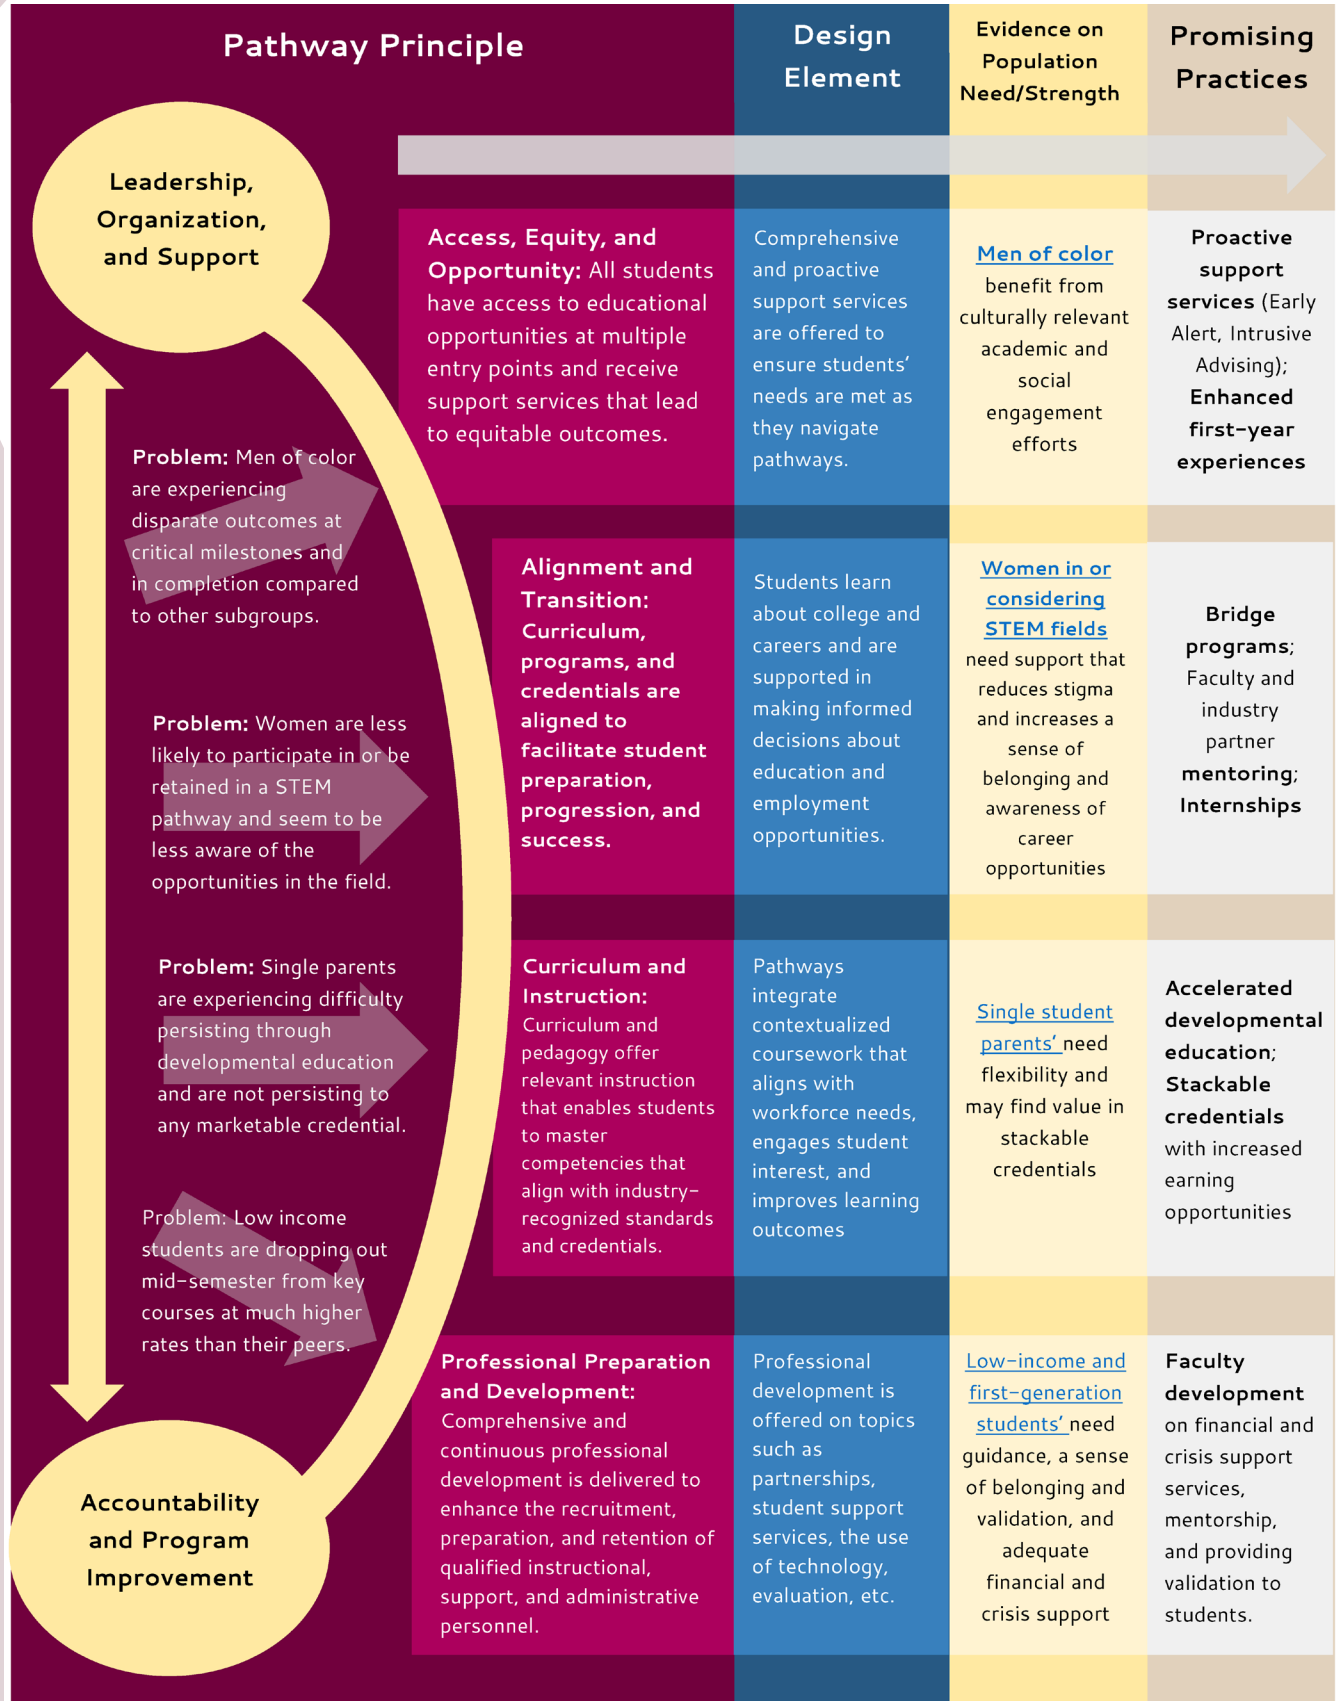 Pathway Principle
Design
Element
Evidence on
Population
Need/Strength
Promising
Practices
Leadership,
Organization,
and Support
Problem: Men of color
are experiencing
disparate outcomes at
critical milestones and
in completion compared
to other subgroups.
Problem: Women are less
likely to participate in or be
retained in a STEM
pathway and seem to be
less aware of the
opportunities in the field.
Problem: Single parents
are experiencing difficulty
persisting through
developmental education
and are not persisting to
any marketable credential.
Problem: Low income
students are dropping out
mid-semester from key
courses at much higher
rates than their peers.
Accountability
and Program
Improvement
Access, Equity, and
Opportunity: All students
have access to educational
opportunities at multiple
entry points and receive
support services that lead
to equitable outcomes.
Comprehensive
and proactive
support services
are offered to
ensure students’
needs are met as
they navigate
pathways.
Men of color
benefit from
culturally relevant
academic and
social
engagement
efforts
Proactive
support
services (Early
Alert, Intrusive
Advising);
Enhanced
first-year
experiences
Alignment and
Transition:
Curriculum,
programs, and
credentials are
aligned to
facilitate student
preparation,
progression, and
success.
Students learn
about college and
careers and are
supported in
making informed
decisions about
education and
employment
opportunities.
Women in or
considering
STEM fields
need support that
reduces stigma
and increases a
sense of
belonging and
awareness of
career
opportunities
Bridge
programs;
Faculty and
industry
partner
mentoring;
Internships
Curriculum and
Instruction:
Curriculum and
pedagogy offer
relevant instruction
that enables students
to master
competencies that
align with industry-
recognized standards
and credentials.
Pathways
integrate
contextualized
coursework that
aligns with
workforce needs,
engages student
interest, and
improves learning
outcomes
Single student
parents’ need
flexibility and
may find value in
stackable
credentials
Accelerated
developmental
education;
Stackable
credentials
with increased
earning
opportunities
Professional Preparation
and Development:
Comprehensive and
continuous professional
development is delivered to
enhance the recruitment,
preparation, and retention of
qualified instructional,
support, and administrative
personnel.
Professional
development is
offered on topics
such as
partnerships,
student support
services, the use
of technology,
evaluation, etc.
Low-income and
first-generation
students’ need
guidance, a sense
of belonging and
validation, and
adequate
financial and
crisis support
Faculty
development
on financial and
crisis support
services,
mentorship,
and providing
validation to
students.